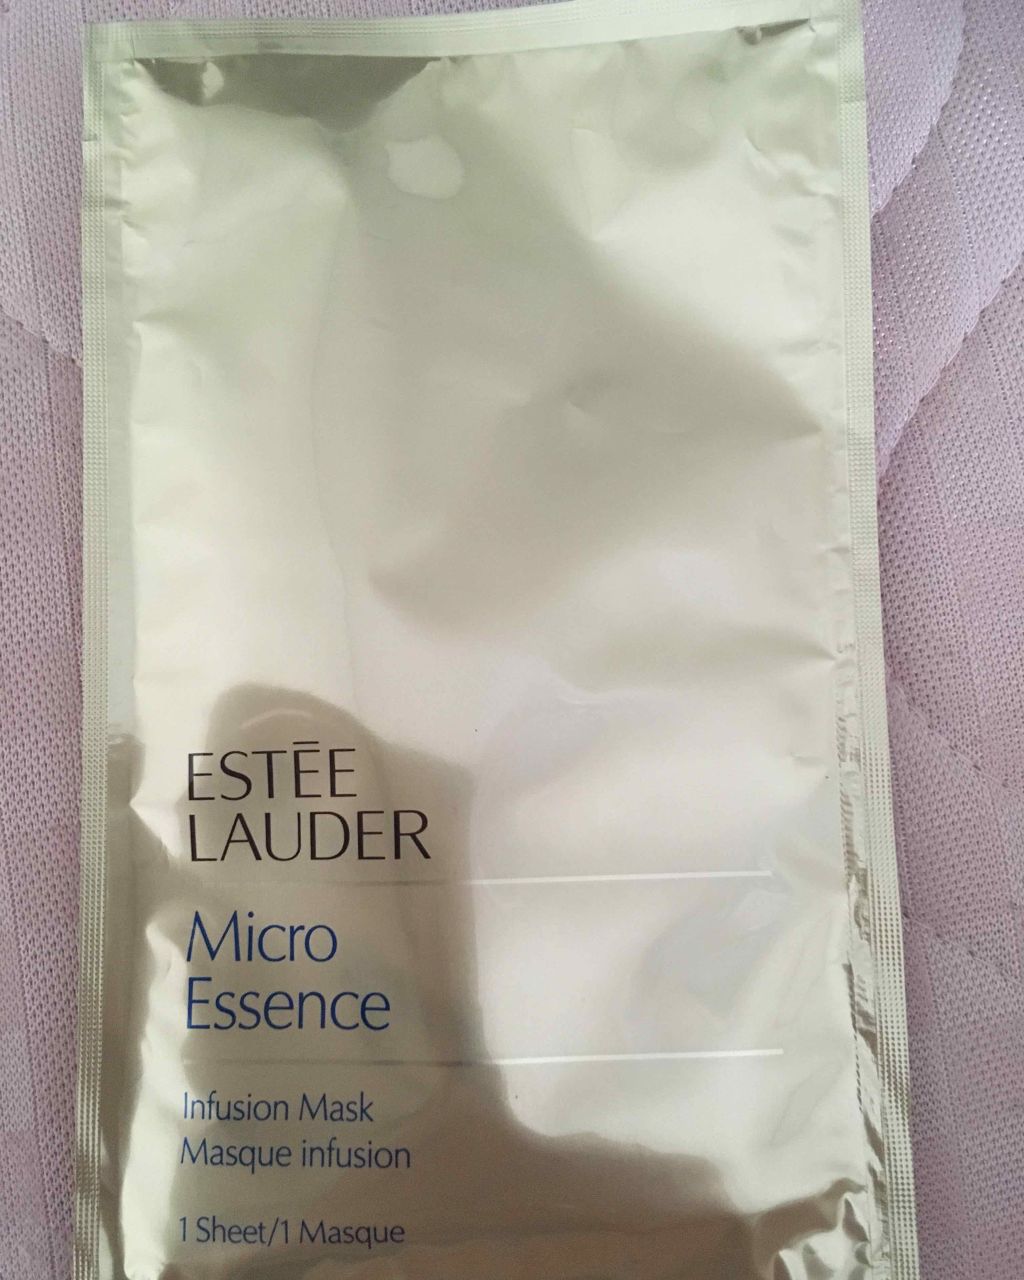 ESTĒE
LAUDER
Micro
Essence
Infusion Mask
Masque infusion
1 Sheet/1 Masque